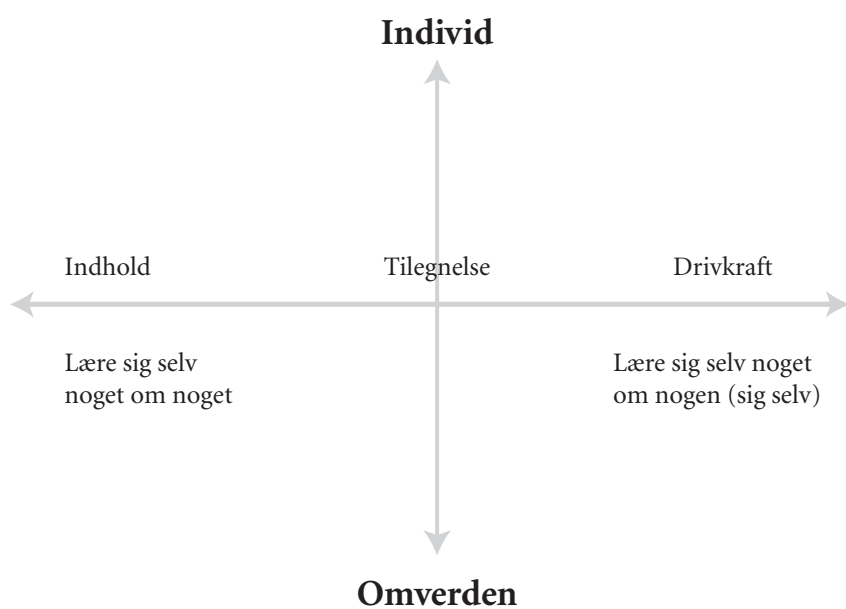 Individ
Indhold Tilegnelse Drivkraft
Lære sig selv
noget om noget
Lære sig selv noget
om nogen (sig selv)
Omverden